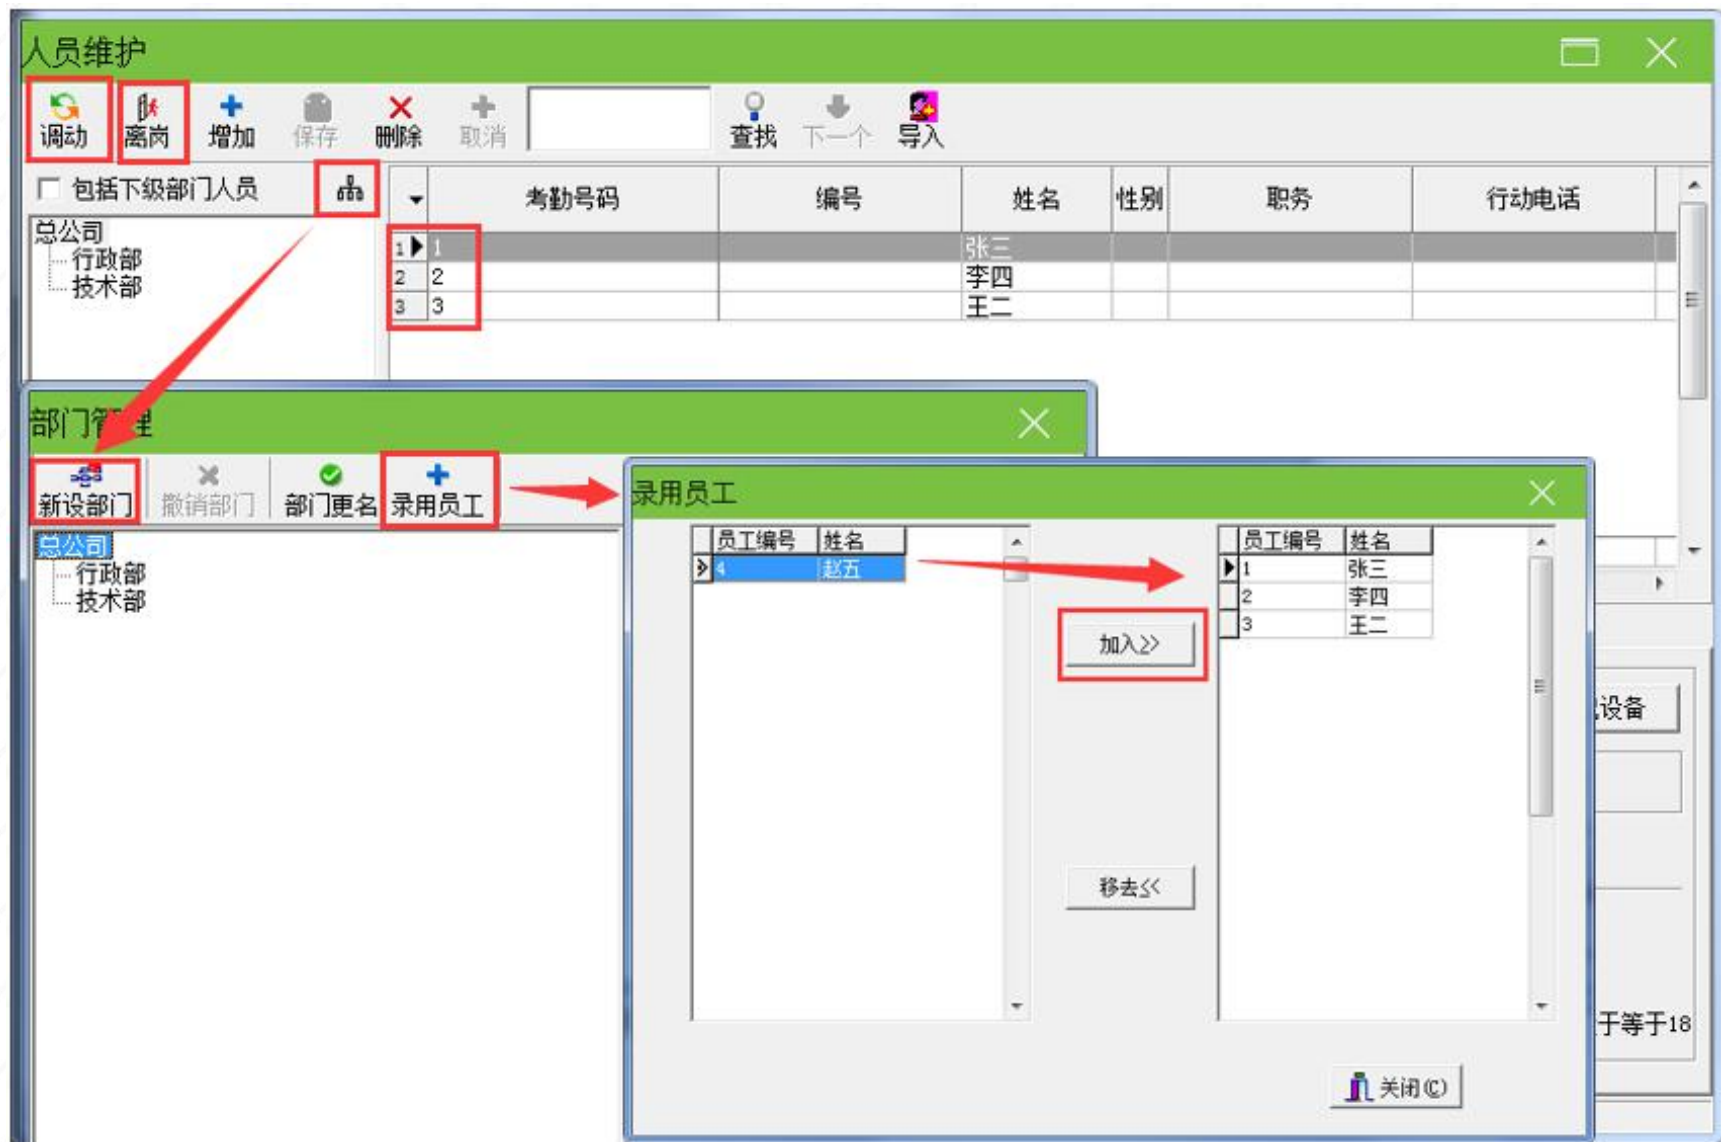 人员维护
调动 离岗 增加 保存 删除 取消 查找 下一个 导入
包括下级部门人员
考勤号码 编号 姓名 性别 职务 行动电话
总公司
行政部
技术部
1 1 张三
2 2 李四
3 3 王二
部门管理
新设部门 撤销部门 部门更名 录用员工
总公司
行政部
技术部
录用员工
员工编号 姓名
4 赵五
加入>>
移去<<
员工编号 姓名
1 张三
2 李四
3 王二
关闭(C)
设备
于等于18